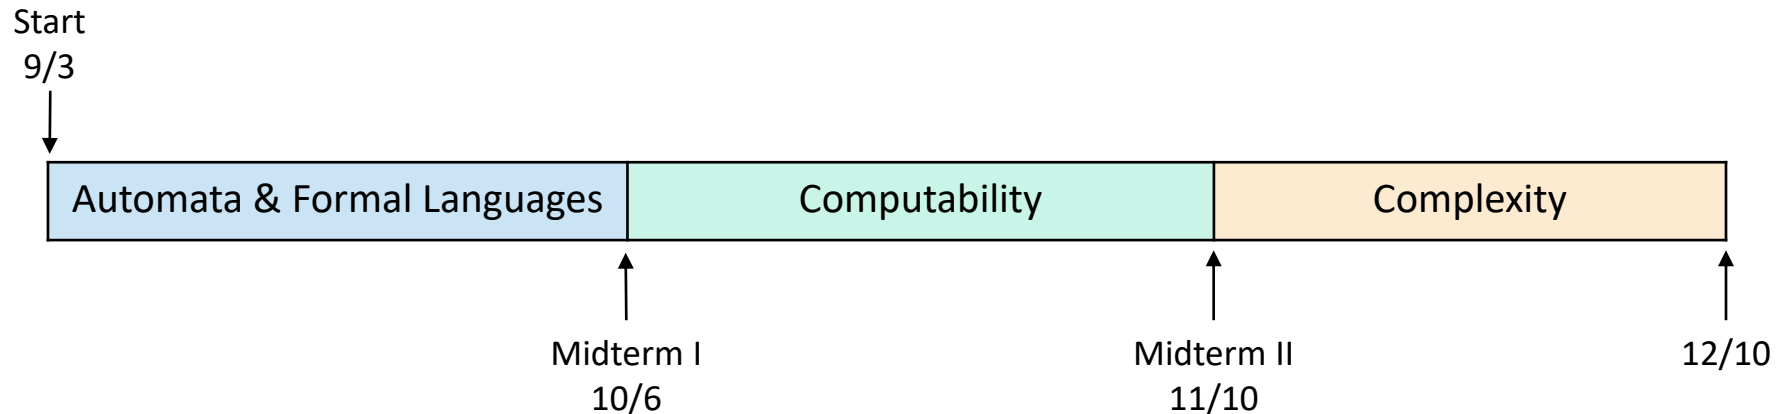 Start
9/3
Automata & Formal Languages
Computability
Complexity
Midterm I
10/6
Midterm II
11/10
12/10